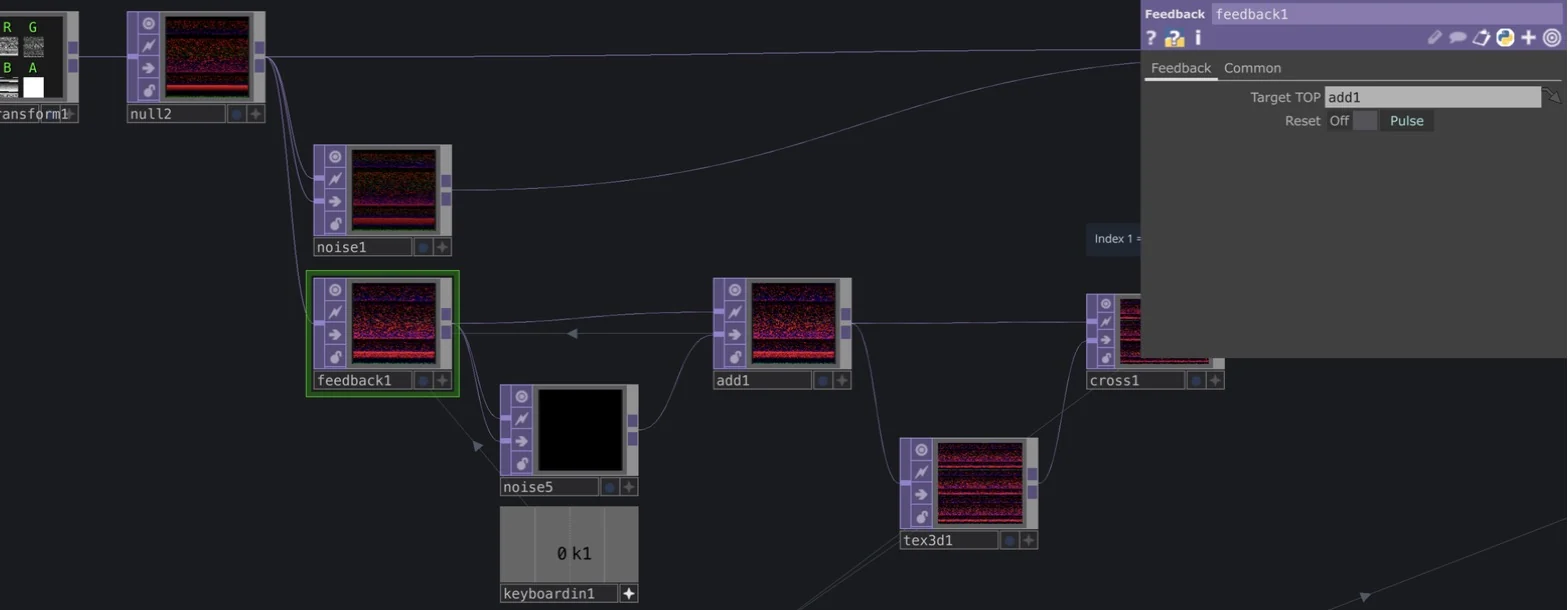 R G
B A
ransform1
null2
noise1
feedback1
noise5
0 k1
keyboardin1
add1
tex3d1
cross1
Index 1 =
Feedback feedback1
? ? i
Feedback Common
Target TOP add1
Reset Off Pulse